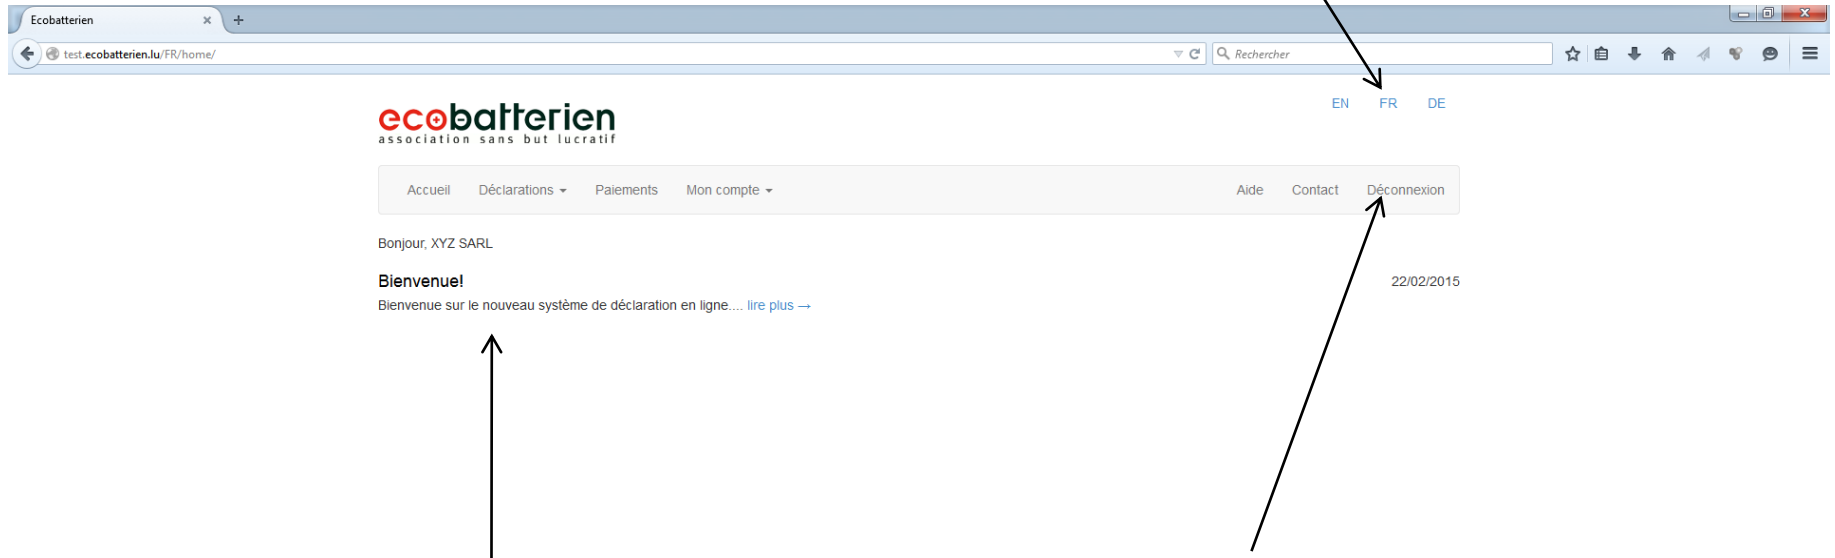 Ecobatterien
test.ecobatterien.lu/FR/home/
Rechercher
EN FR DE
ecobatterien
association sans but lucratif
Accueil Déclarations Paiements Mon compte Aide Contact Déconnexion
Bonjour, XYZ SARL
Bienvenue! 22/02/2015
Bienvenue sur le nouveau système de déclaration en ligne.... lire plus →